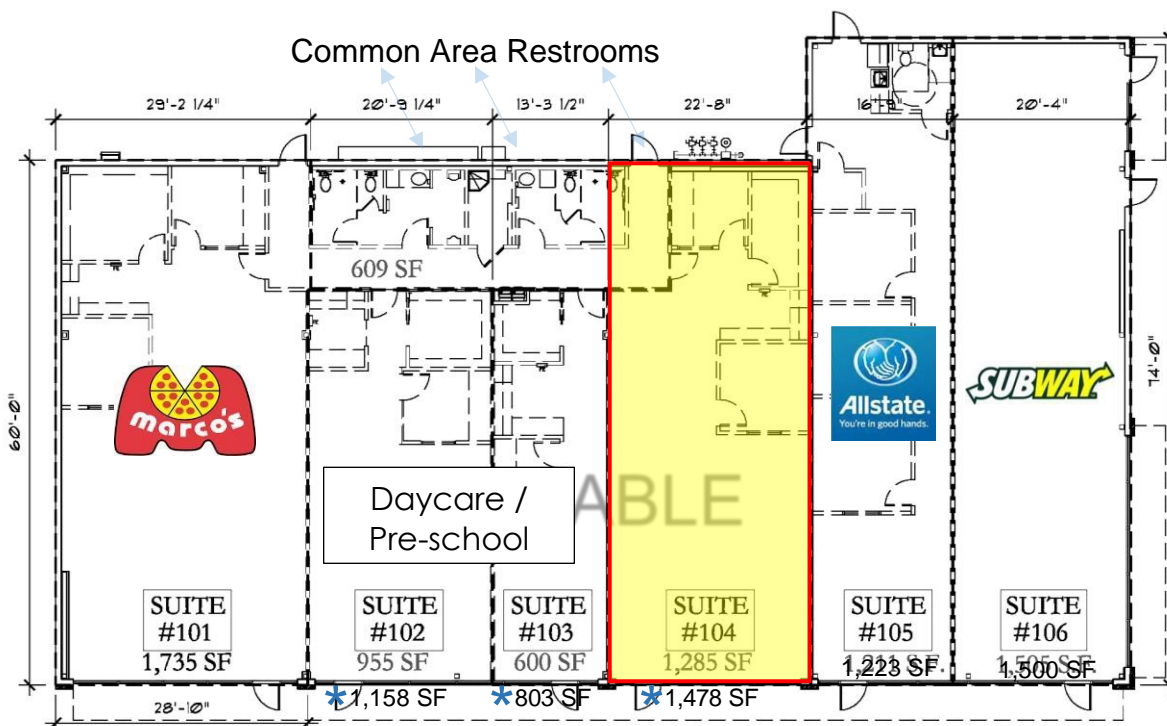 Common Area Restrooms
29'-2 1/4"
20'-9 1/4"
13'-3 1/2"
22'-8"
20'-4"
609 SF
60'-0"
marco's
Allstate.
You're in good hands.
SUBWAY
Daycare /
Pre-school
ABLE
SUITE
#101
1,735 SF
SUITE
#102
955 SF
SUITE
#103
600 SF
SUITE
#104
1,285 SF
SUITE
#105
1,223 SF
SUITE
#106
1,500 SF
*1,158 SF
*803 SF
*1,478 SF
28'-10"